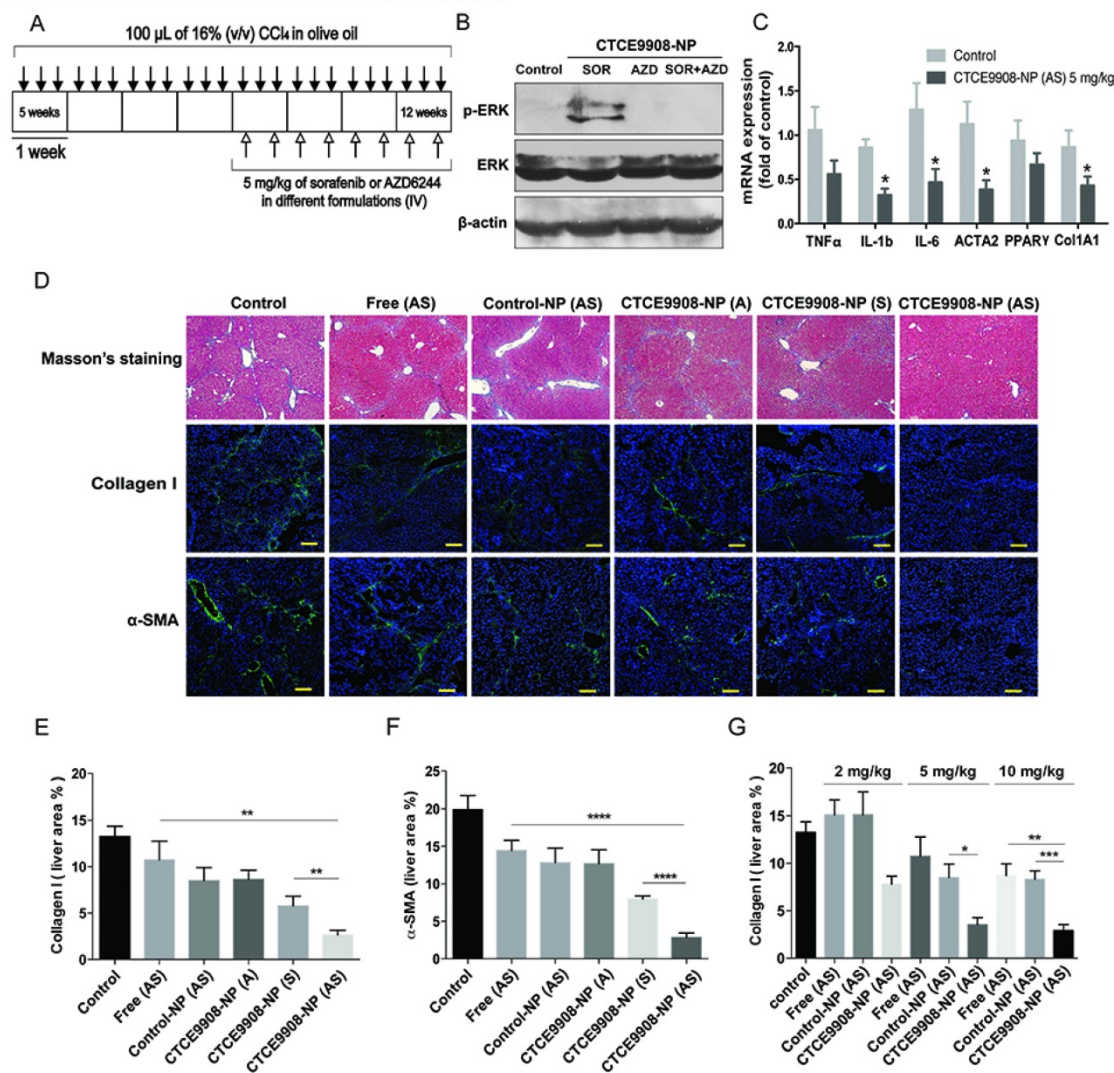 A
100 µL of 16% (v/v) CCl₄ in olive oil
5 weeks
12 weeks
1 week
5 mg/kg of sorafenib or AZD6244
in different formulations (IV)
B
CTCE9908-NP
Control SOR AZD SOR+AZD
p-ERK
ERK
β-actin
C
mRNA expression
(fold of control)
2.0
1.5
1.0
0.5
0.0
Control
CTCE9908-NP (AS) 5 mg/kg
* * * *
TNFα IL-1b IL-6 ACTA2 PPARγ Col1A1
D
Control Free (AS) Control-NP (AS) CTCE9908-NP (A) CTCE9908-NP (S) CTCE9908-NP (AS)
Masson's staining
Collagen I
α-SMA
E
Collagen I ( liver area % )
20
15
10
5
0
**
**
Control
Free (AS)
Control-NP (AS)
CTCE9908-NP (A)
CTCE9908-NP (S)
CTCE9908-NP (AS)
F
α-SMA (liver area %)
25
20
15
10
5
0
****
****
Control
Free (AS)
Control-NP (AS)
CTCE9908-NP (A)
CTCE9908-NP (S)
CTCE9908-NP (AS)
G
Collagen I ( liver area %)
20
15
10
5
0
2 mg/kg 5 mg/kg 10 mg/kg
*
**
***
control
Free (AS)
Control-NP (AS)
CTCE9908-NP (AS)
Free (AS)
Control-NP (AS)
CTCE9908-NP (AS)
Free (AS)
Control-NP (AS)
CTCE9908-NP (AS)